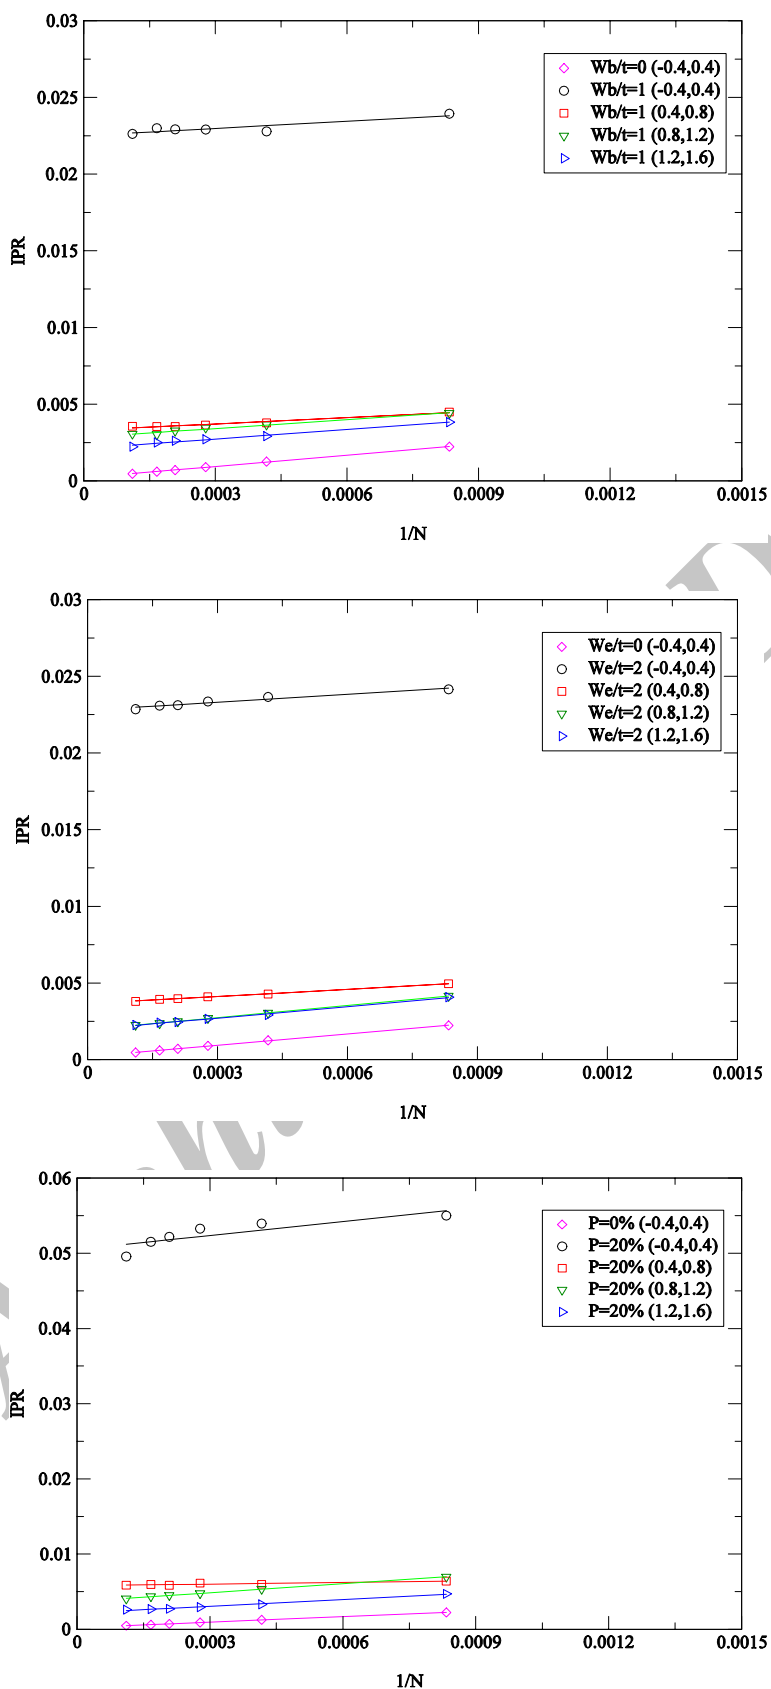 0.03
Wb/t=0 (-0.4,0.4)
Wb/t=1 (-0.4,0.4)
Wb/t=1 (0.4,0.8)
Wb/t=1 (0.8,1.2)
Wb/t=1 (1.2,1.6)
0.025
0.02
0.015
IPR
0.01
0.005
0
0 0.0003 0.0006 0.0009 0.0012 0.0015
1/N
0.03
We/t=0 (-0.4,0.4)
We/t=2 (-0.4,0.4)
We/t=2 (0.4,0.8)
We/t=2 (0.8,1.2)
We/t=2 (1.2,1.6)
0.025
0.02
0.015
IPR
0.01
0.005
0
0 0.0003 0.0006 0.0009 0.0012 0.0015
1/N
0.06
P=0% (-0.4,0.4)
P=20% (-0.4,0.4)
P=20% (0.4,0.8)
P=20% (0.8,1.2)
P=20% (1.2,1.6)
0.05
0.04
0.03
IPR
0.02
0.01
0
0 0.0003 0.0006 0.0009 0.0012 0.0015
1/N